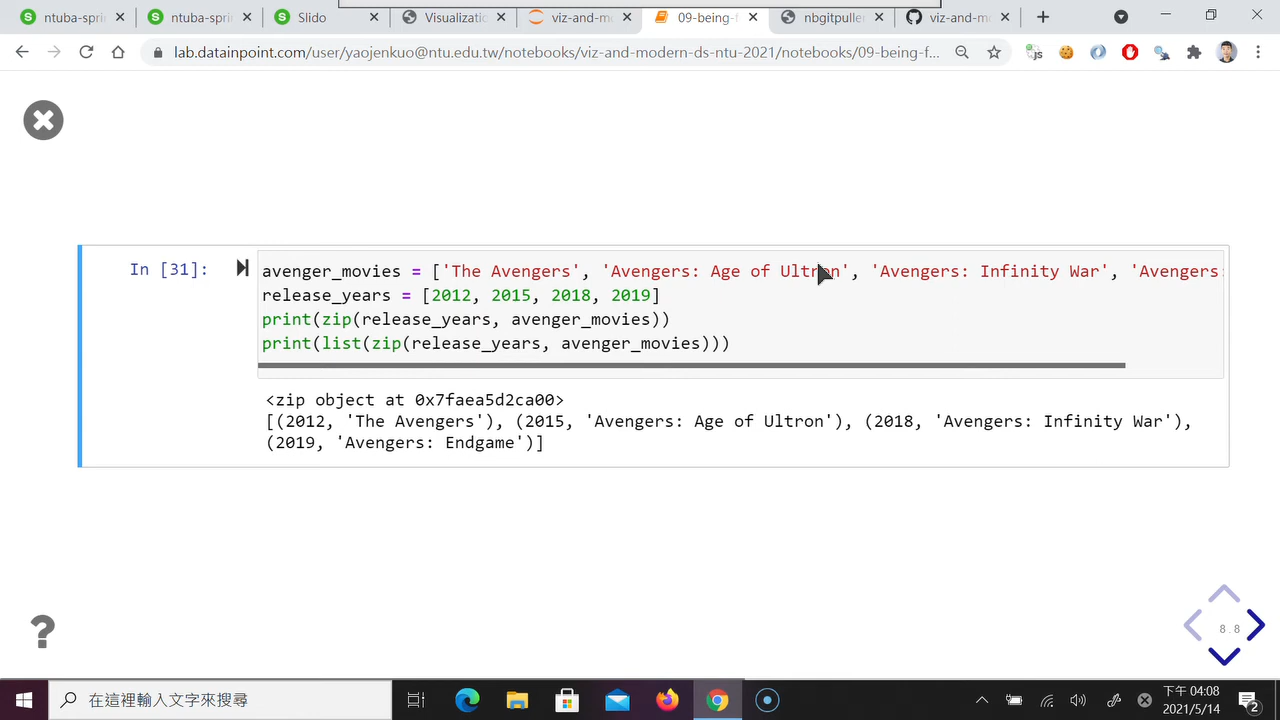 ntuba-sprin
ntuba-sprin
Slido
Visualizatio
viz-and-mo
09-being-f
nbgitpuller
viz-and-mo
lab.datainpoint.com/user/yaojenkuo@ntu.edu.tw/notebooks/viz-and-modern-ds-ntu-2021/notebooks/09-being-f...
In [31]:
avenger_movies = ['The Avengers', 'Avengers: Age of Ultron', 'Avengers: Infinity War', 'Avengers:
release_years = [2012, 2015, 2018, 2019]
print(zip(release_years, avenger_movies))
print(list(zip(release_years, avenger_movies)))
<zip object at 0x7faea5d2ca00>
[(2012, 'The Avengers'), (2015, 'Avengers: Age of Ultron'), (2018, 'Avengers: Infinity War'),
(2019, 'Avengers: Endgame')]
?
8.8
在這裡輸入文字來搜尋
下午 04:08
2021/5/14
2